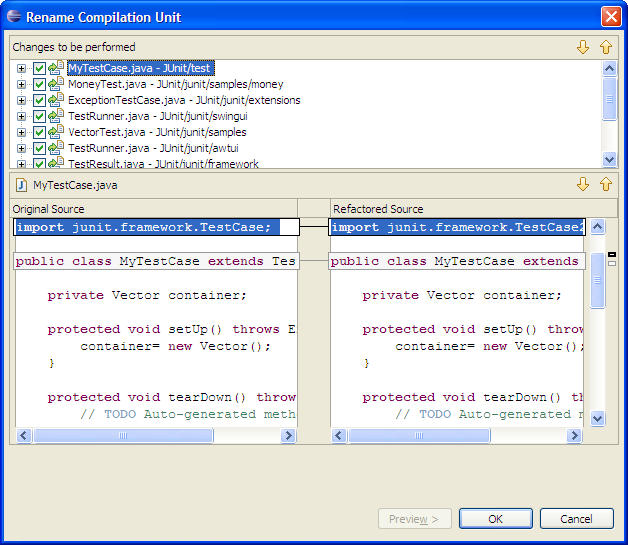 Rename Compilation Unit
Changes to be performed
MyTestCase.java - JUnit/test
MoneyTest.java - JUnit/junit/samples/money
ExceptionTestCase.java - JUnit/junit/extensions
TestRunner.java - JUnit/junit/swingui
VectorTest.java - JUnit/junit/samples
TestRunner.java - JUnit/junit/awtui
TestResult.java - JUnit/junit/framework
MyTestCase.java
Original Source
Refactored Source
import junit.framework.TestCase;
import junit.framework.TestCase2
public class MyTestCase extends Tes
public class MyTestCase extends
private Vector container;
private Vector container;
protected void setUp() throws E
protected void setUp() throw
container= new Vector();
container= new Vector();
}
}
protected void tearDown() throw
protected void tearDown() th
// TODO Auto-generated meth
// TODO Auto-generated m
Preview >
OK
Cancel